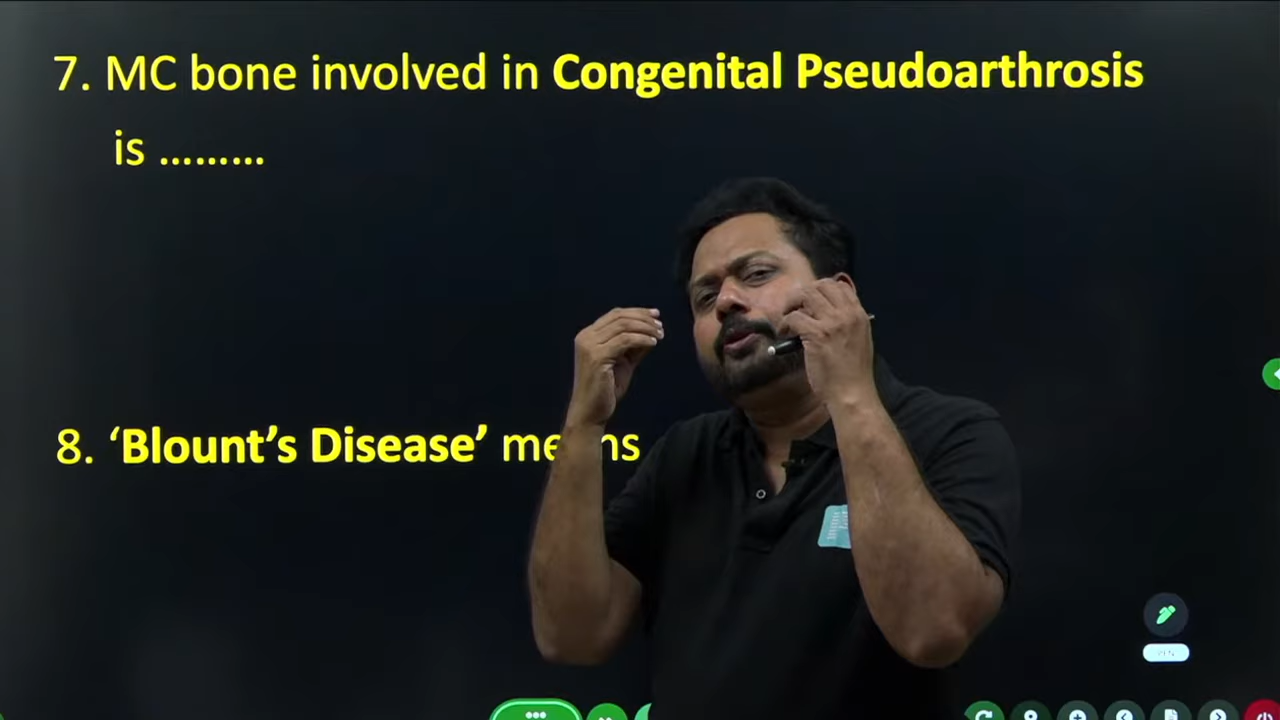 7. MC bone involved in Congenital Pseudoarthrosis
is .........
8. ‘Blount’s Disease’